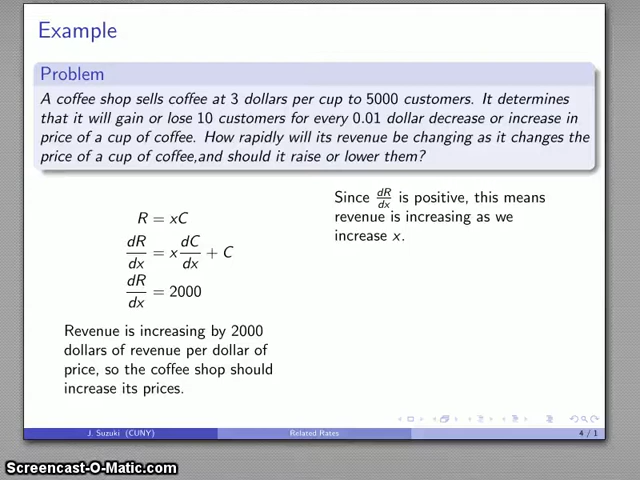 Example
Problem
A coffee shop sells coffee at 3 dollars per cup to 5000 customers. It determines
that it will gain or lose 10 customers for every 0.01 dollar decrease or increase in
price of a cup of coffee. How rapidly will its revenue be changing as it changes the
price of a cup of coffee,and should it raise or lower them?
R = xC
dR/dx = x dC/dx + C
dR/dx = 2000
Revenue is increasing by 2000
dollars of revenue per dollar of
price, so the coffee shop should
increase its prices.
Since dR/dx is positive, this means
revenue is increasing as we
increase x.
J. Suzuki (CUNY)
Related Rates
4 / 1
Screencast-O-Matic.com